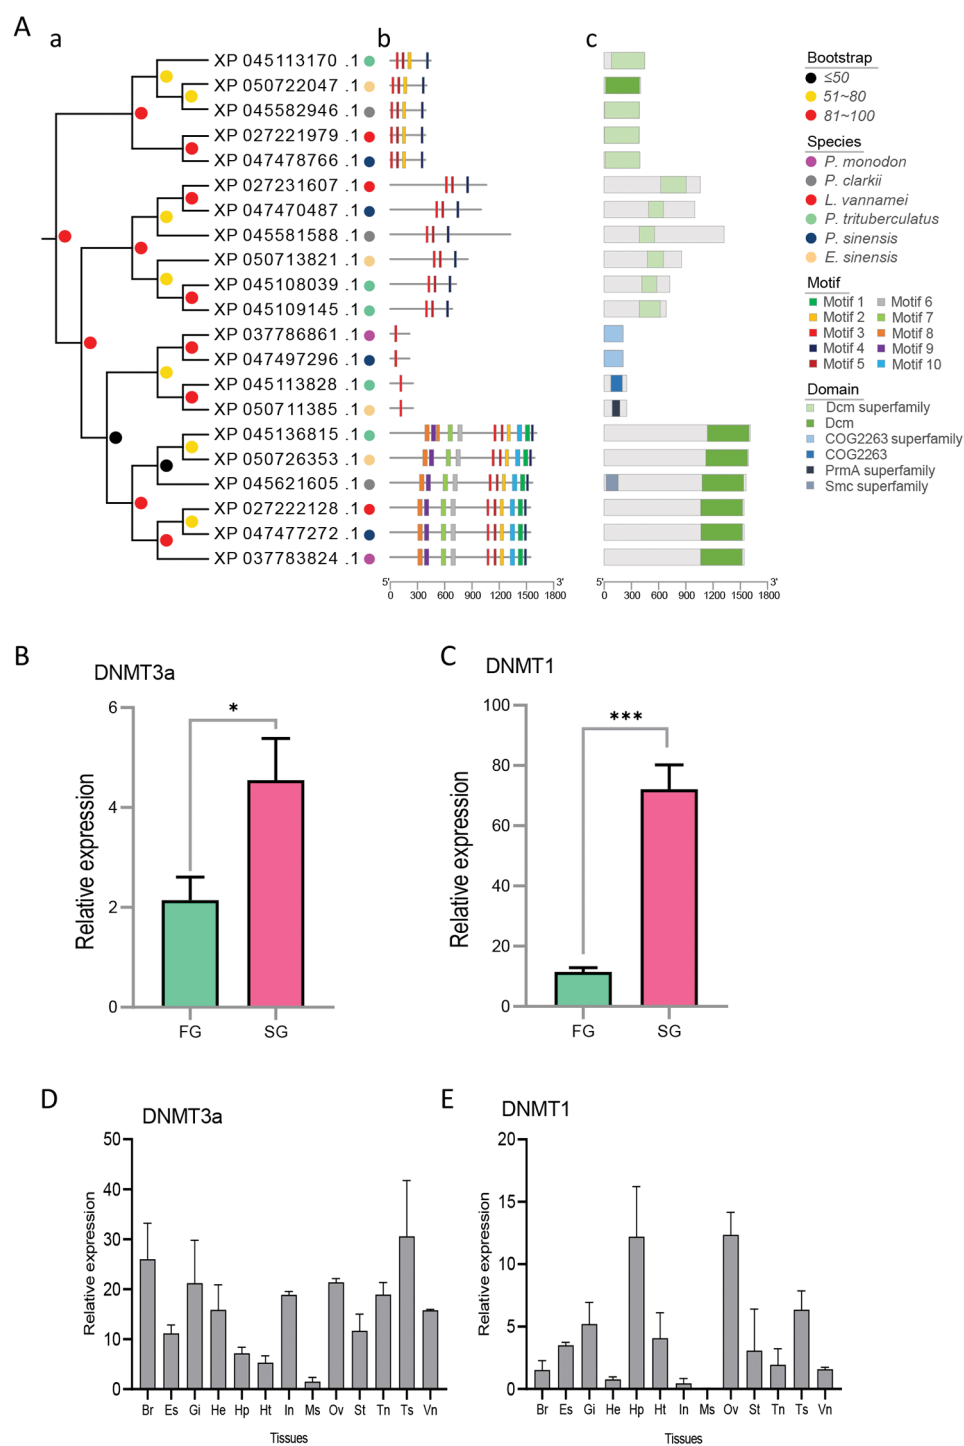 A
a
b
c
XP 045113170 .1
XP 050722047 .1
XP 045582946 .1
XP 027221979 .1
XP 047478766 .1
XP 027231607 .1
XP 047470487 .1
XP 045581588 .1
XP 050713821 .1
XP 045108039 .1
XP 045109145 .1
XP 037786861 .1
XP 047497296 .1
XP 045113828 .1
XP 050711385 .1
XP 045136815 .1
XP 050726353 .1
XP 045621605 .1
XP 027222128 .1
XP 047477272 .1
XP 037783824 .1
5' 3'
0 300 600 900 1200 1500 1800
5' 3'
0 300 600 900 1200 1500 1800
Bootstrap
≤50
51~80
81~100
Species
P. monodon
P. clarkii
L. vannamei
P. trituberculatus
P. sinensis
E. sinensis
Motif
Motif 1 Motif 6
Motif 2 Motif 7
Motif 3 Motif 8
Motif 4 Motif 9
Motif 5 Motif 10
Domain
Dcm superfamily
Dcm
COG2263 superfamily
COG2263
PrmA superfamily
Smc superfamily
B
DNMT3a
Relative expression
6
4
2
0
*
FG SG
C
DNMT1
Relative expression
100
80
60
40
20
0
***
FG SG
D
DNMT3a
Relative expression
50
40
30
20
10
0
Br Es Gi He Hp Ht In Ms Ov St Tn Ts Vn
Tissues
E
DNMT1
Relative expression
20
15
10
5
0
Br Es Gi He Hp Ht In Ms Ov St Tn Ts Vn
Tissues